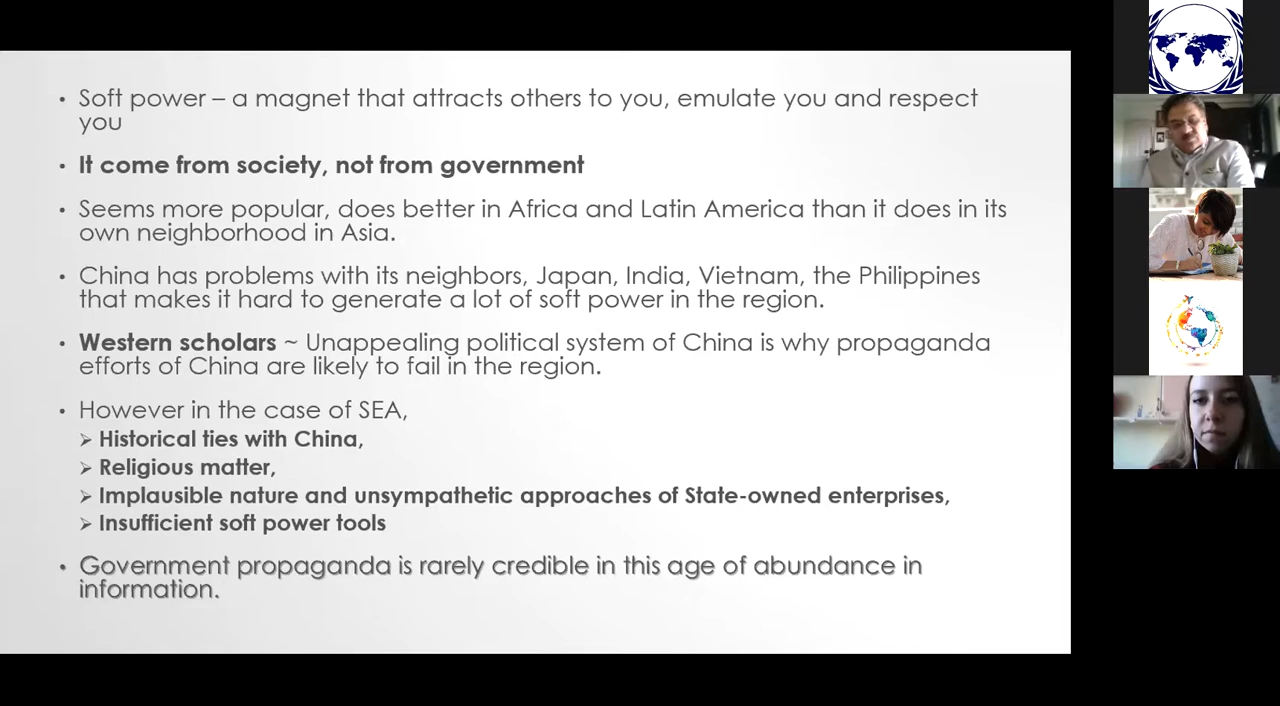 • Soft power – a magnet that attracts others to you, emulate you and respect
you
• It come from society, not from government
• Seems more popular, does better in Africa and Latin America than it does in its
own neighborhood in Asia.
• China has problems with its neighbors, Japan, India, Vietnam, the Philippines
that makes it hard to generate a lot of soft power in the region.
• Western scholars ~ Unappealing political system of China is why propaganda
efforts of China are likely to fail in the region.
• However in the case of SEA,
➢ Historical ties with China,
➢ Religious matter,
➢ Implausible nature and unsympathetic approaches of State-owned enterprises,
➢ Insufficient soft power tools
• Government propaganda is rarely credible in this age of abundance in
information.